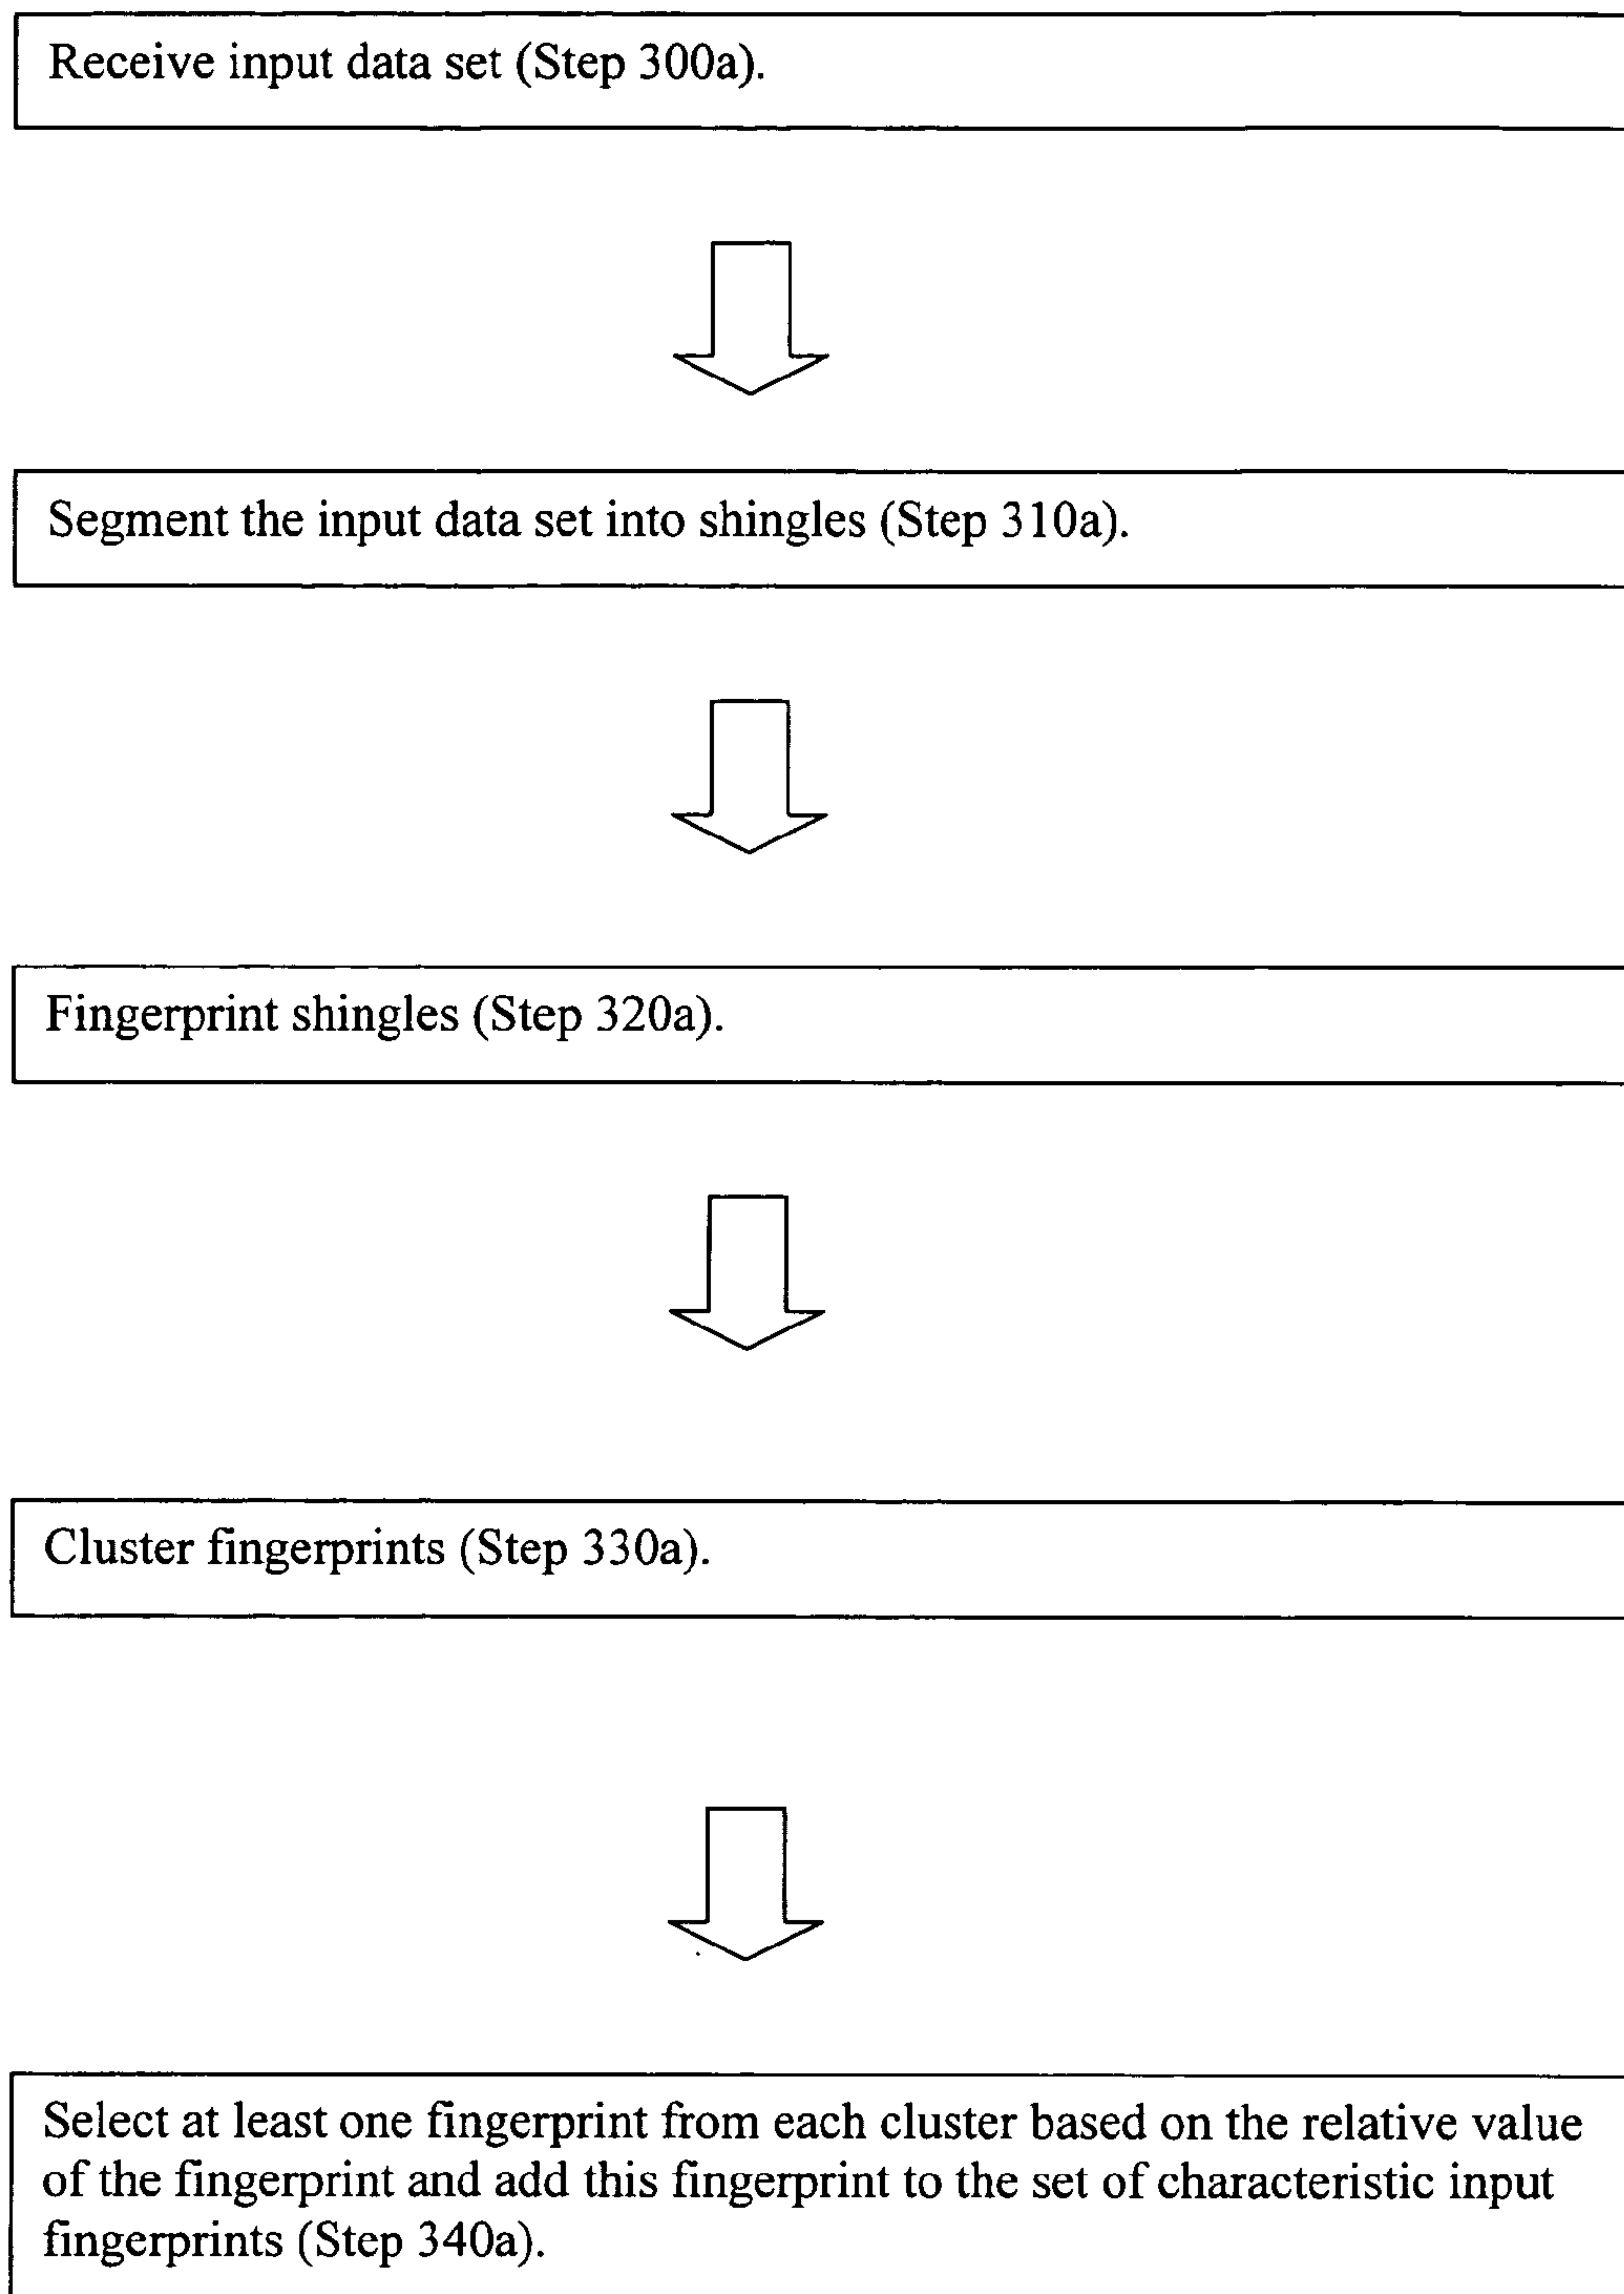 Receive input data set (Step 300a).
Segment the input data set into shingles (Step 310a).
Fingerprint shingles (Step 320a).
Cluster fingerprints (Step 330a).
Select at least one fingerprint from each cluster based on the relative value
of the fingerprint and add this fingerprint to the set of characteristic input
fingerprints (Step 340a).